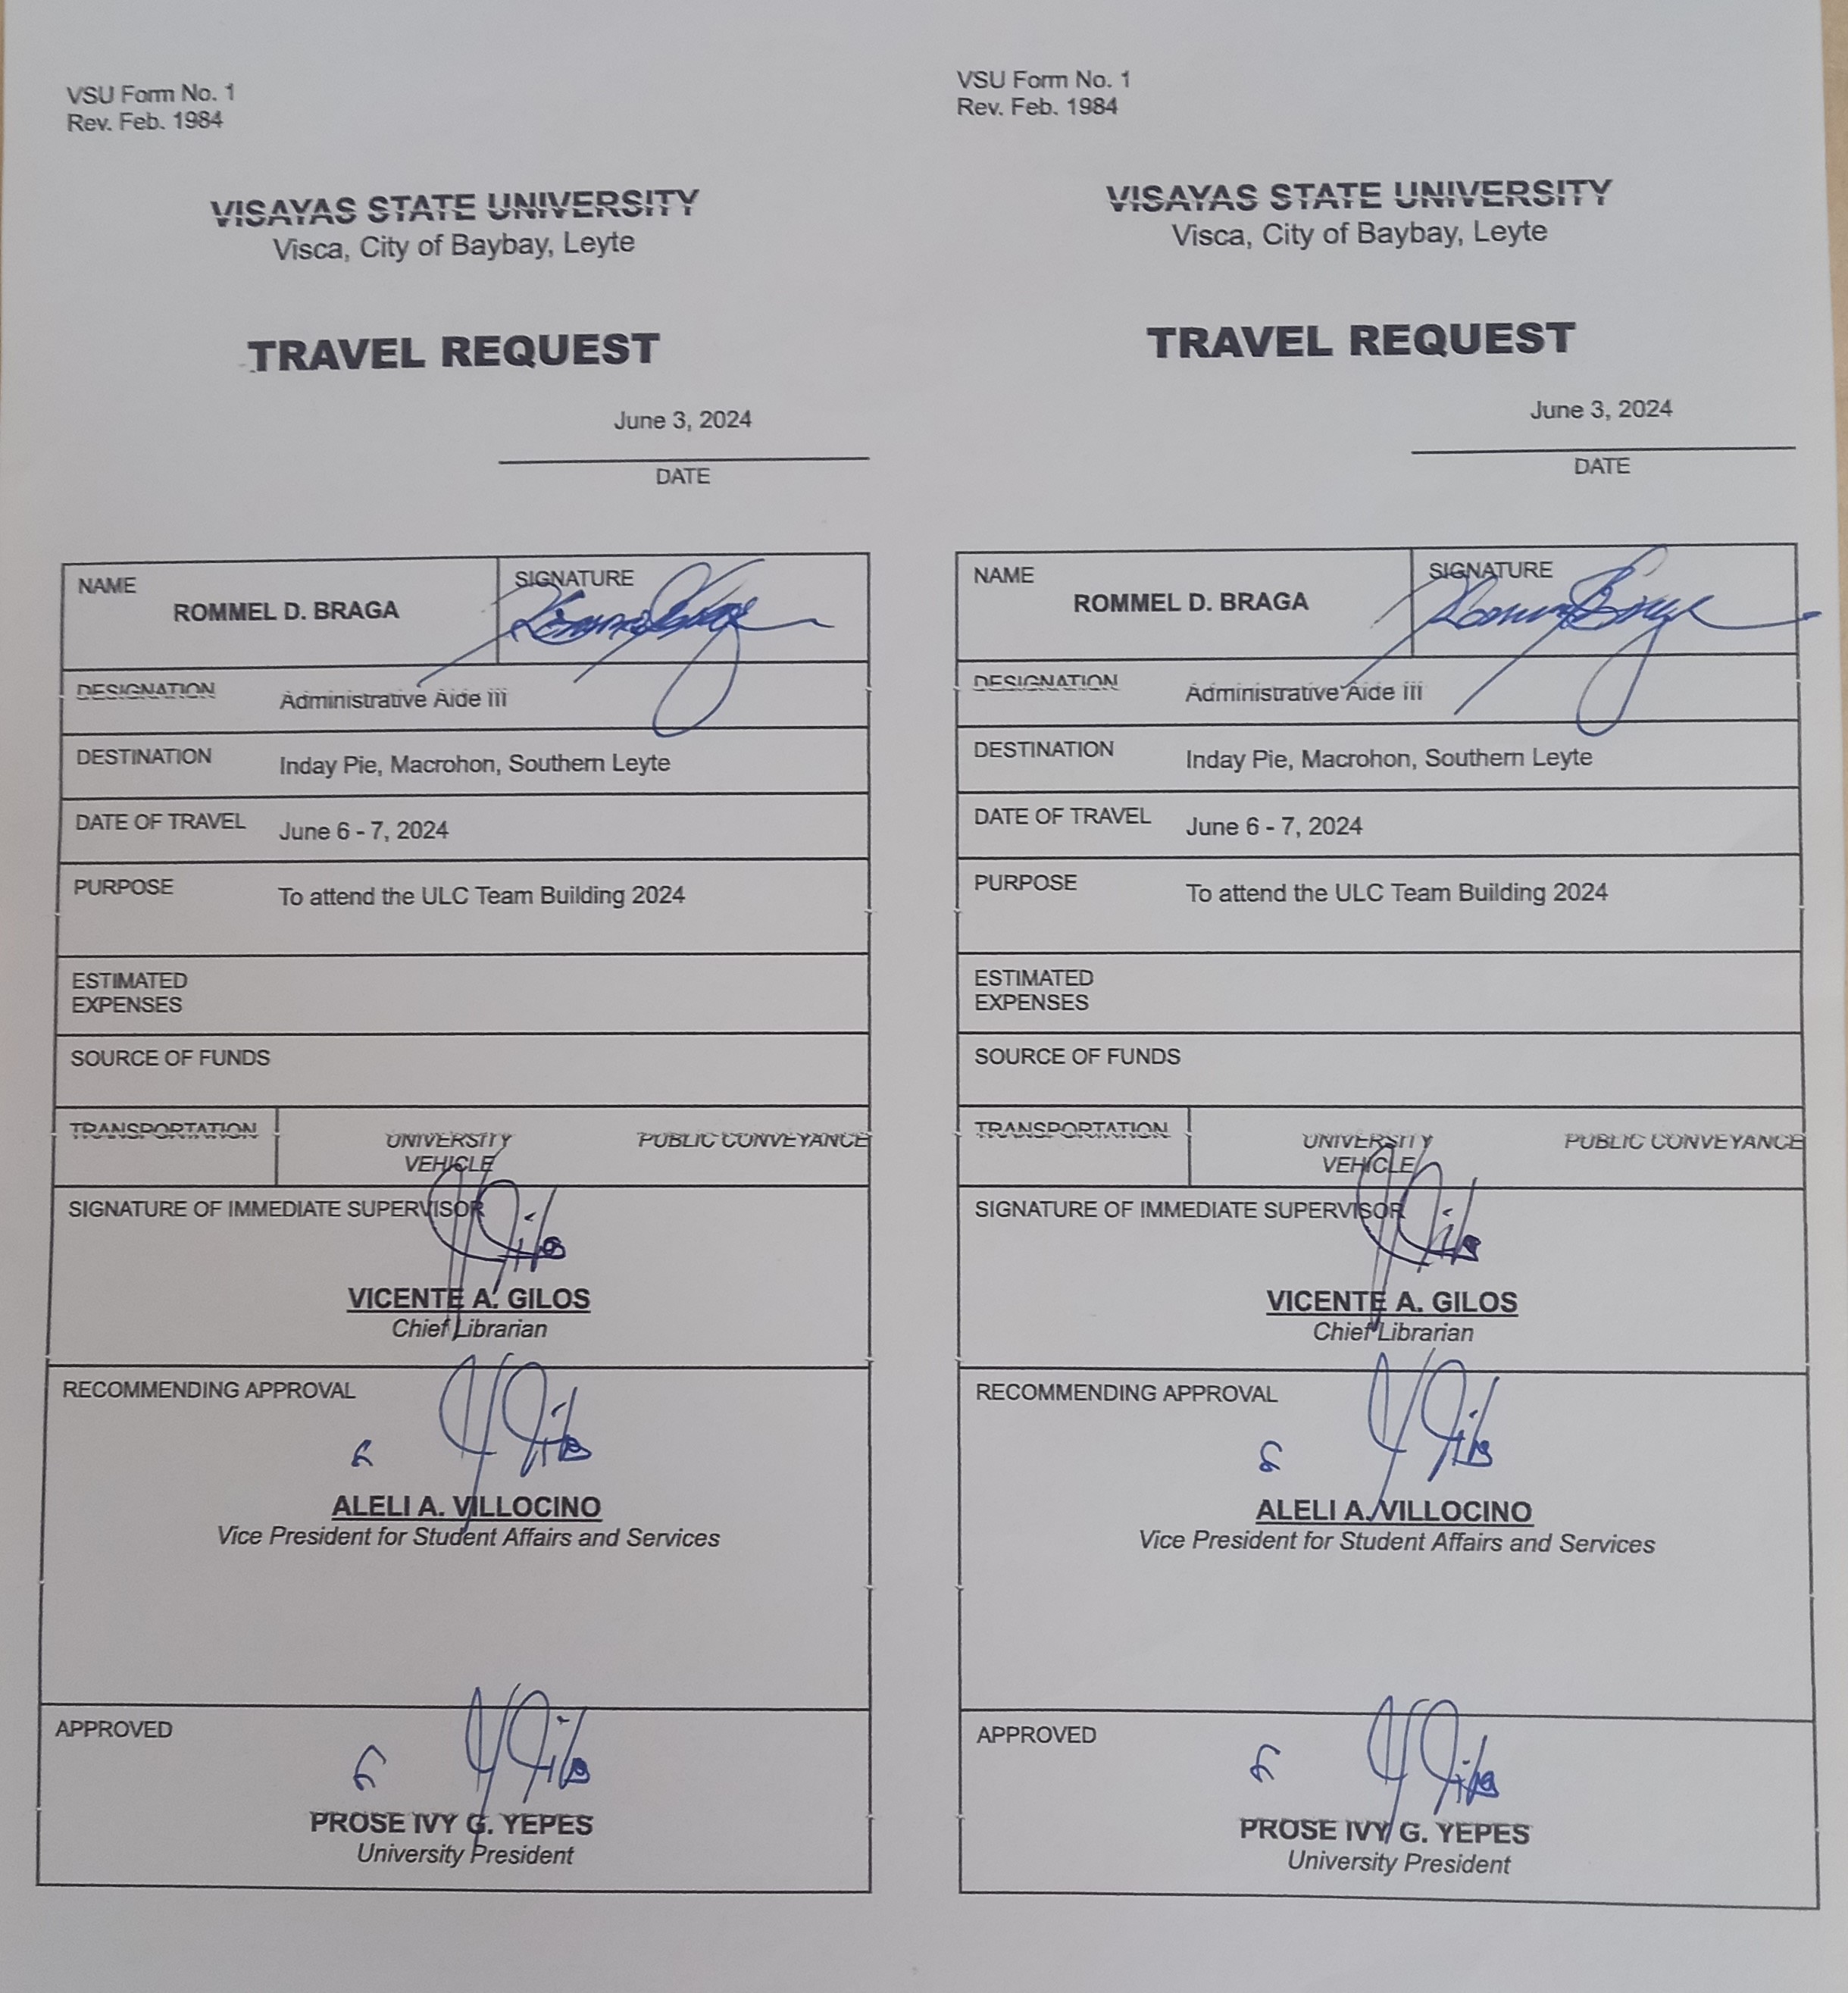 VSU Form No. 1
Rev. Feb. 1984
VISAYAS STATE UNIVERSITY
Visca, City of Baybay, Leyte
TRAVEL REQUEST
June 3, 2024
DATE
NAME
SIGNATURE
ROMMEL D. BRAGA
DESIGNATION Administrative Aide III
DESTINATION Inday Pie, Macrohon, Southern Leyte
DATE OF TRAVEL June 6 - 7, 2024
PURPOSE To attend the ULC Team Building 2024
ESTIMATED
EXPENSES
SOURCE OF FUNDS
TRANSPORTATION UNIVERSITY PUBLIC CONVEYANCE
VEHICLE
SIGNATURE OF IMMEDIATE SUPERVISOR
VICENTE A. GILOS
Chief Librarian
RECOMMENDING APPROVAL
ALELI A. VILLOCINO
Vice President for Student Affairs and Services
APPROVED
PROSE IVY G. YEPES
University President
VSU Form No. 1
Rev. Feb. 1984
VISAYAS STATE UNIVERSITY
Visca, City of Baybay, Leyte
TRAVEL REQUEST
June 3, 2024
DATE
NAME
SIGNATURE
ROMMEL D. BRAGA
DESIGNATION Administrative Aide III
DESTINATION Inday Pie, Macrohon, Southern Leyte
DATE OF TRAVEL June 6 - 7, 2024
PURPOSE To attend the ULC Team Building 2024
ESTIMATED
EXPENSES
SOURCE OF FUNDS
TRANSPORTATION UNIVERSITY PUBLIC CONVEYANCE
VEHICLE
SIGNATURE OF IMMEDIATE SUPERVISOR
VICENTE A. GILOS
Chief Librarian
RECOMMENDING APPROVAL
ALELI A. VILLOCINO
Vice President for Student Affairs and Services
APPROVED
PROSE IVY G. YEPES
University President